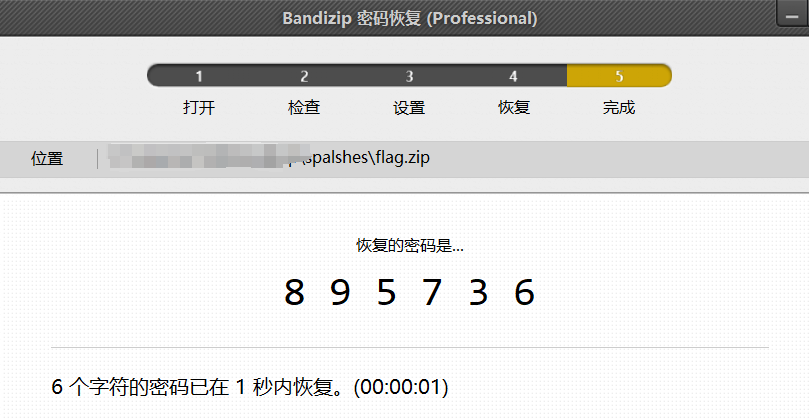 Bandizip 密码恢复 (Professional)
1 2 3 4 5
打开 检查 设置 恢复 完成
位置 \spalshes\flag.zip
恢复的密码是...
8 9 5 7 3 6
6 个字符的密码已在 1 秒内恢复。(00:00:01)